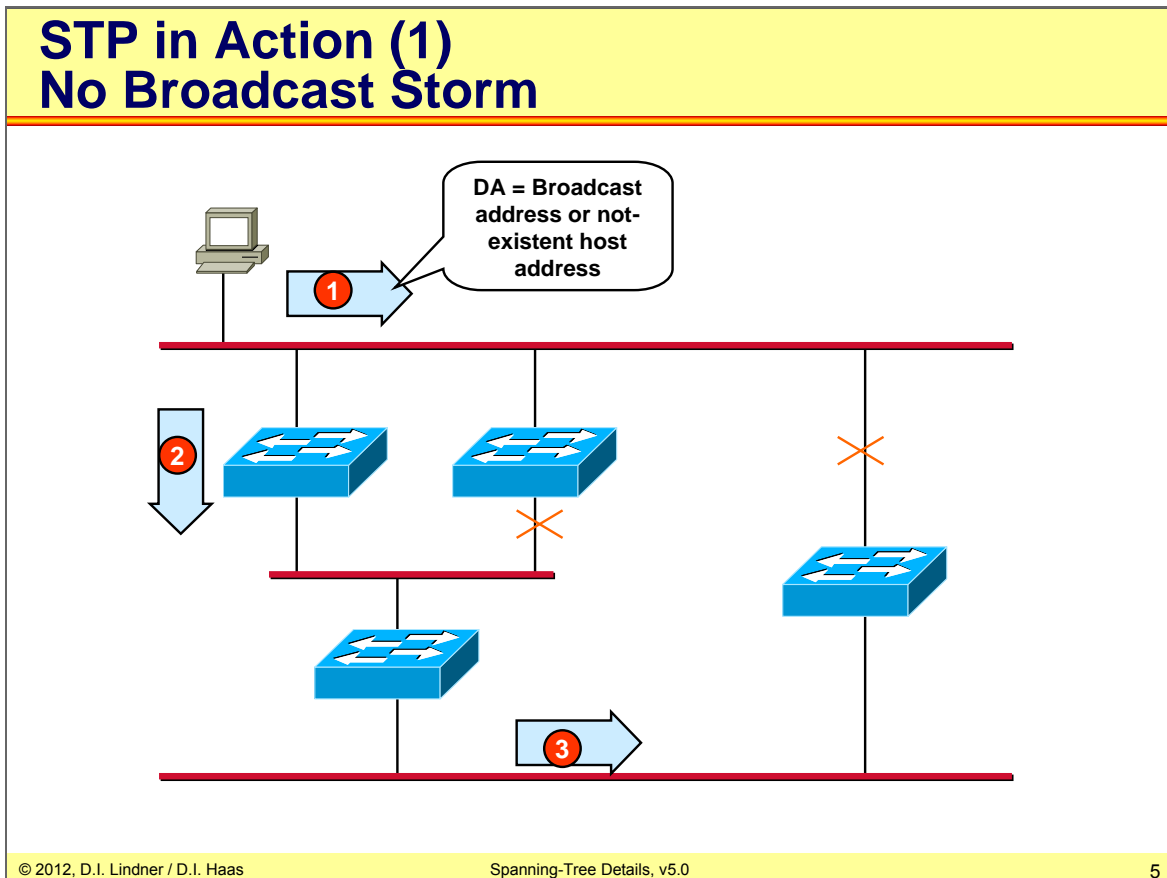 STP in Action (1)
No Broadcast Storm
DA = Broadcast
address or not-
existent host
address
1
2
3
© 2012, D.I. Lindner / D.I. Haas
Spanning-Tree Details, v5.0
5